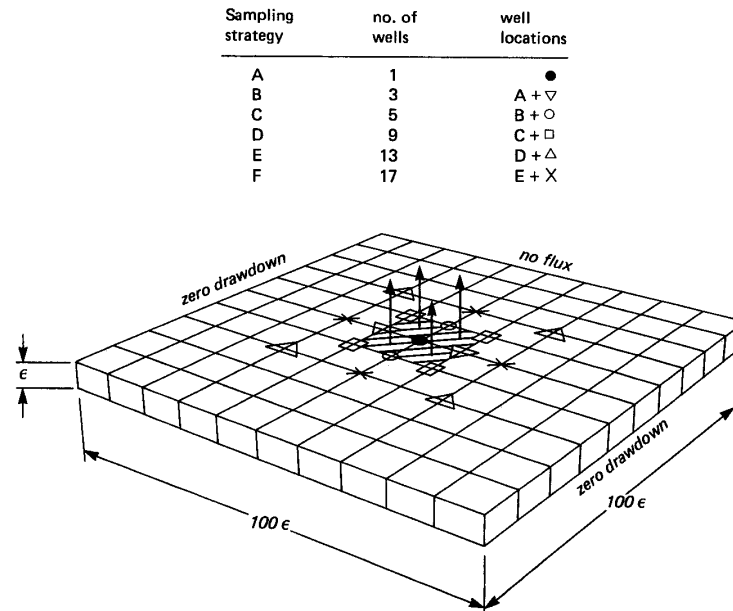 Sampling strategy no. of wells well locations
A 1 ●
B 3 A + ▽
C 5 B + ○
D 9 C + □
E 13 D + △
F 17 E + X
no flux
zero drawdown
ϵ
zero drawdown
100 ϵ
100 ϵ